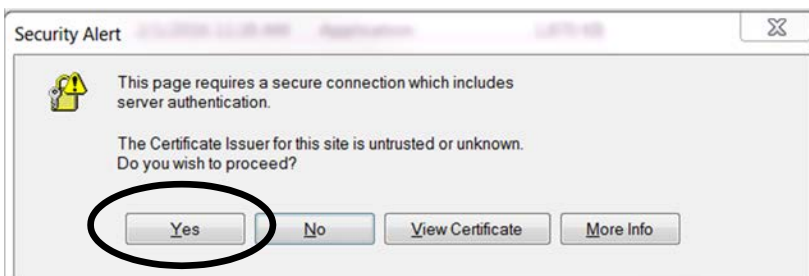 Security Alert
This page requires a secure connection which includes
server authentication.
The Certificate Issuer for this site is untrusted or unknown.
Do you wish to proceed?
Yes No View Certificate More Info